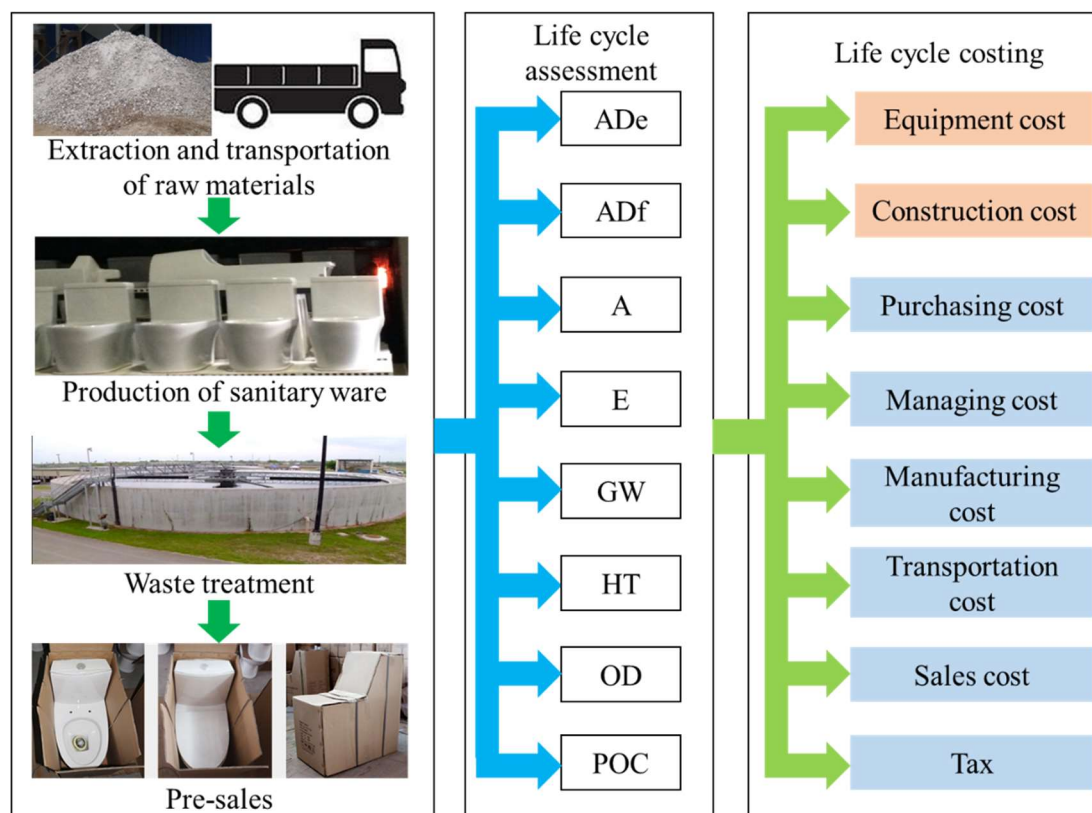 Extraction and transportation
of raw materials
Production of sanitary ware
Waste treatment
Pre-sales
Life cycle
assessment
ADe
ADf
A
E
GW
HT
OD
POC
Life cycle costing
Equipment cost
Construction cost
Purchasing cost
Managing cost
Manufacturing
cost
Transportation
cost
Sales cost
Tax